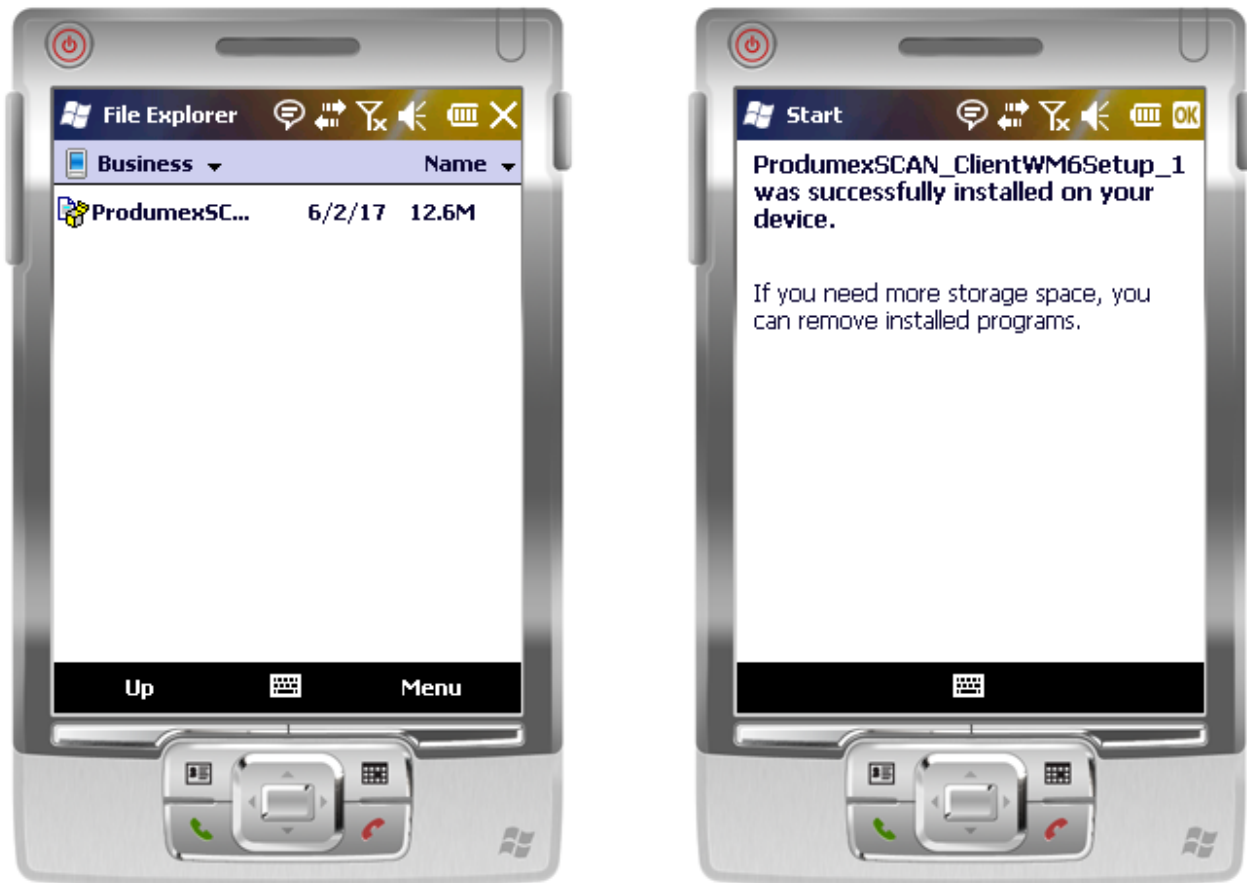 File Explorer
Business
Name
ProdumexSC... 6/2/17 12.6M
Up
Menu
Start
OK
ProdumexSCAN_ClientWM6Setup_1
was successfully installed on your
device.
If you need more storage space, you
can remove installed programs.